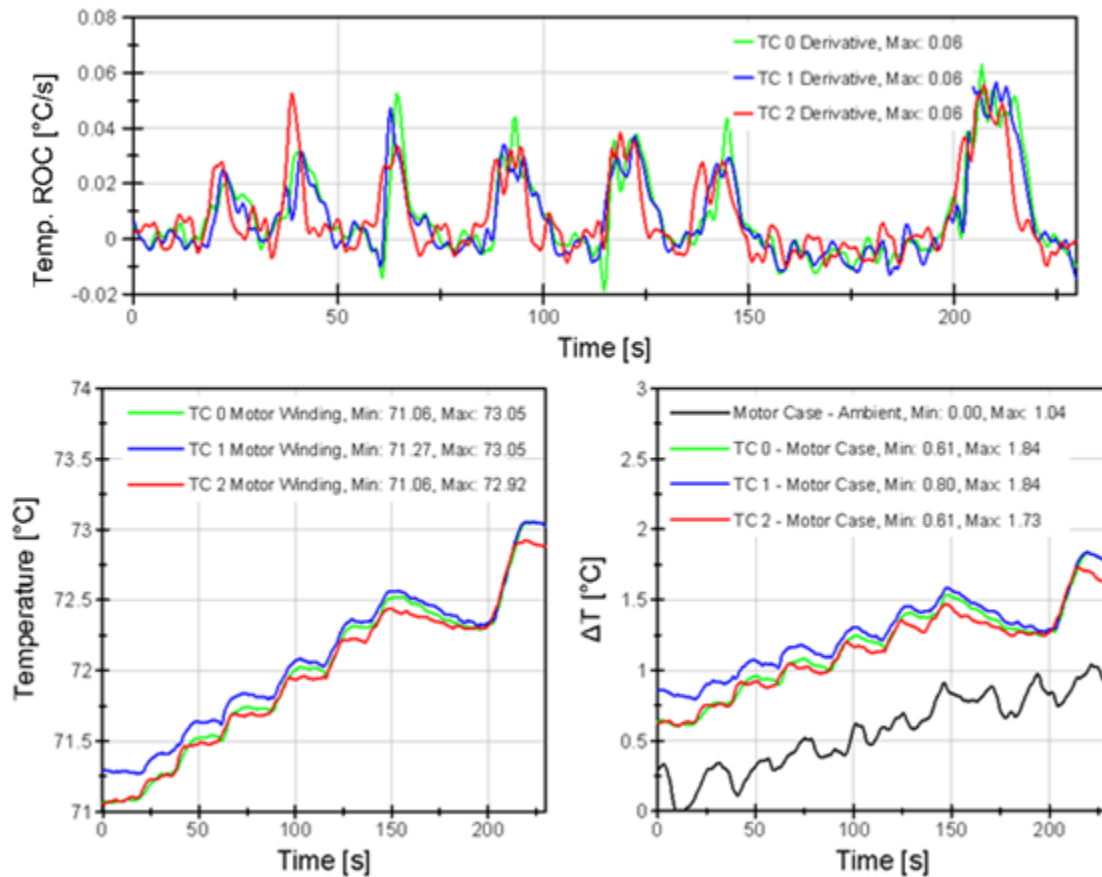 0.08
0.06
0.04
0.02
0
-0.02
Temp. ROC [°C/s]
TC 0 Derivative, Max: 0.06
TC 1 Derivative, Max: 0.06
TC 2 Derivative, Max: 0.06
0 50 100 150 200
Time [s]
74
73.5
73
72.5
72
71.5
71
Temperature [°C]
TC 0 Motor Winding, Min: 71.06, Max: 73.05
TC 1 Motor Winding, Min: 71.27, Max: 73.05
TC 2 Motor Winding, Min: 71.06, Max: 72.92
0 50 100 150 200
Time [s]
3
2.5
2
1.5
1
0.5
0
ΔT [°C]
Motor Case - Ambient, Min: 0.00, Max: 1.04
TC 0 - Motor Case, Min: 0.61, Max: 1.84
TC 1 - Motor Case, Min: 0.80, Max: 1.84
TC 2 - Motor Case, Min: 0.61, Max: 1.73
0 50 100 150 200
Time [s]